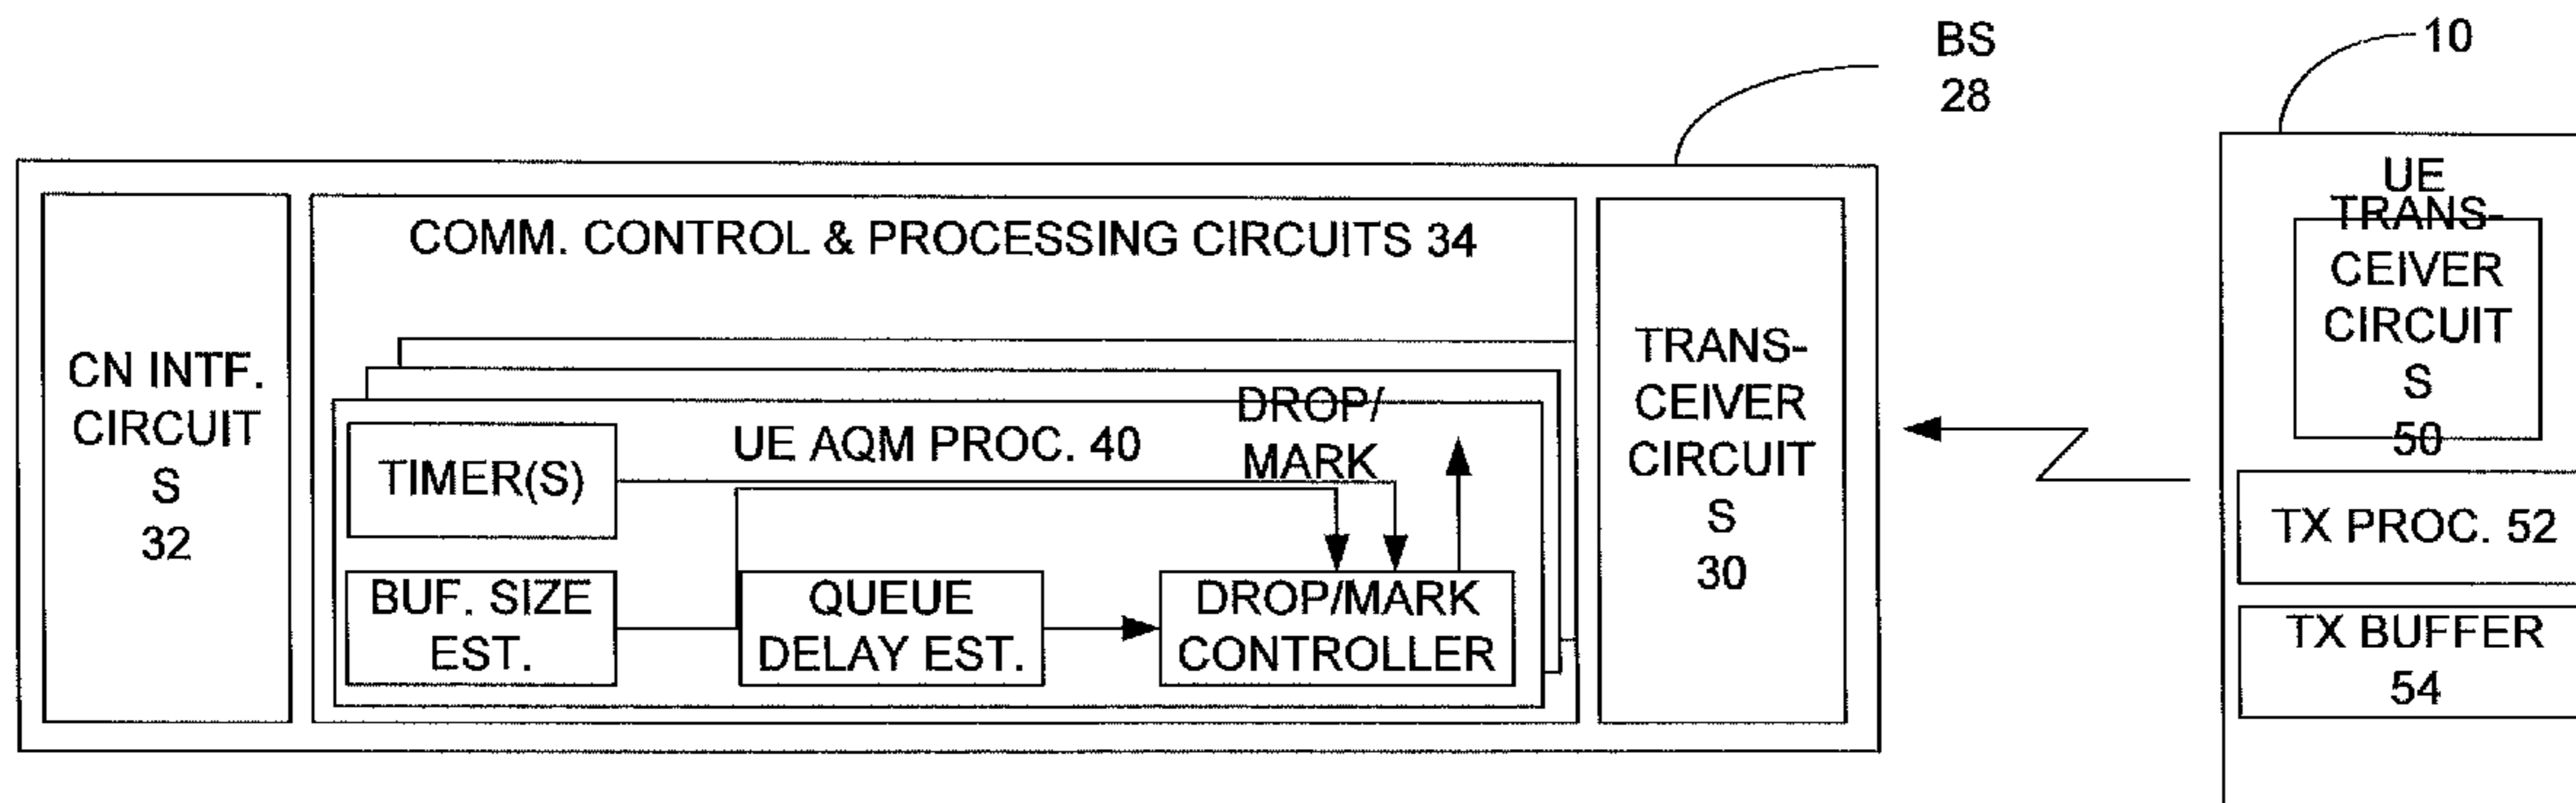 BS
28
10
COMM. CONTROL & PROCESSING CIRCUITS 34
CN INTF.
CIRCUIT
S
32
UE AQM PROC. 40
DROP/
MARK
TIMER(S)
BUF. SIZE
EST.
QUEUE
DELAY EST.
DROP/MARK
CONTROLLER
TRANS-
CEIVER
CIRCUIT
S
30
UE
TRANS-
CEIVER
CIRCUIT
S
50
TX PROC. 52
TX BUFFER
54